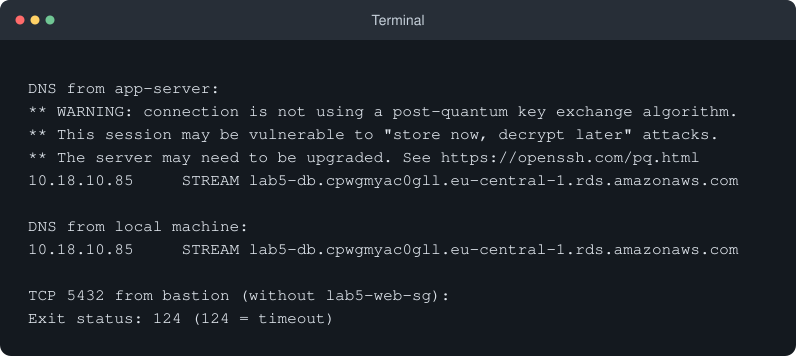 Terminal
DNS from app-server:
** WARNING: connection is not using a post-quantum key exchange algorithm.
** This session may be vulnerable to "store now, decrypt later" attacks.
** The server may need to be upgraded. See https://openssh.com/pq.html
10.18.10.85     STREAM lab5-db.cpwgmyac0gll.eu-central-1.rds.amazonaws.com
DNS from local machine:
10.18.10.85     STREAM lab5-db.cpwgmyac0gll.eu-central-1.rds.amazonaws.com
TCP 5432 from bastion (without lab5-web-sg):
Exit status: 124 (124 = timeout)